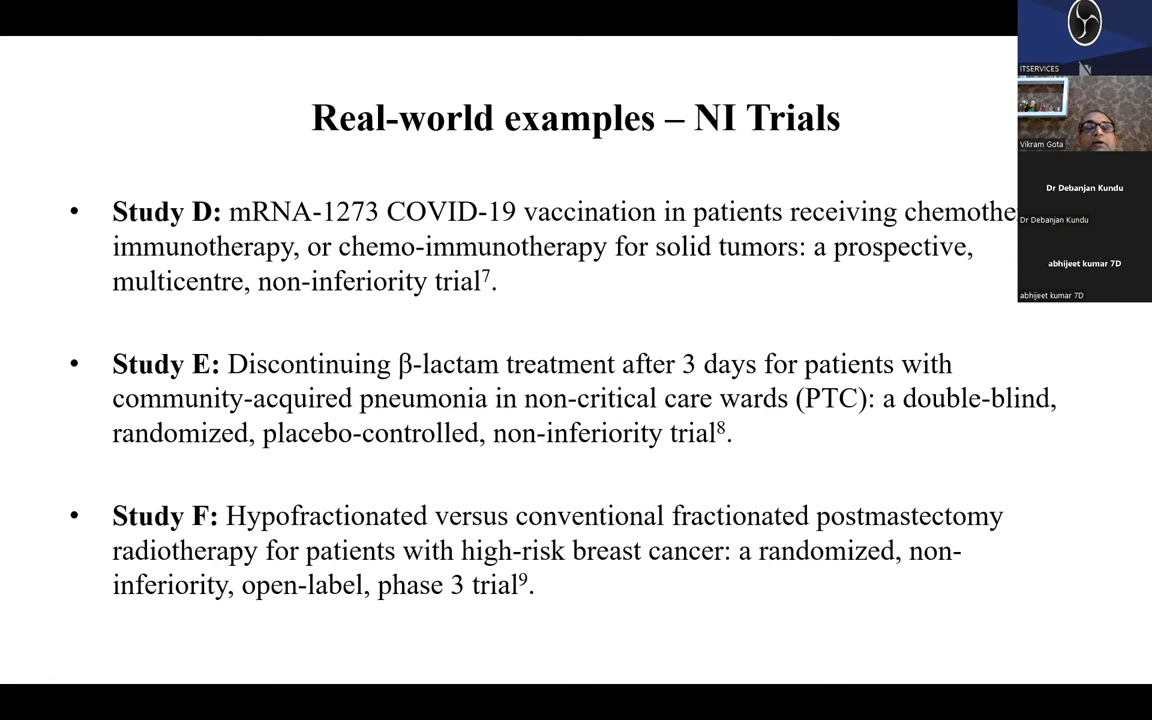 Real-world examples – NI Trials
• Study D: mRNA-1273 COVID-19 vaccination in patients receiving chemothe
immunotherapy, or chemo-immunotherapy for solid tumors: a prospective,
multicentre, non-inferiority trial⁷.
• Study E: Discontinuing β-lactam treatment after 3 days for patients with
community-acquired pneumonia in non-critical care wards (PTC): a double-blind,
randomized, placebo-controlled, non-inferiority trial⁸.
• Study F: Hypofractionated versus conventional fractionated postmastectomy
radiotherapy for patients with high-risk breast cancer: a randomized, non-
inferiority, open-label, phase 3 trial⁹.
ITSERVICES
Vikram Gota
Dr Debanjan Kundu
Dr Debanjan Kundu
abhijeet kumar 7D
abhijeet kumar 7D